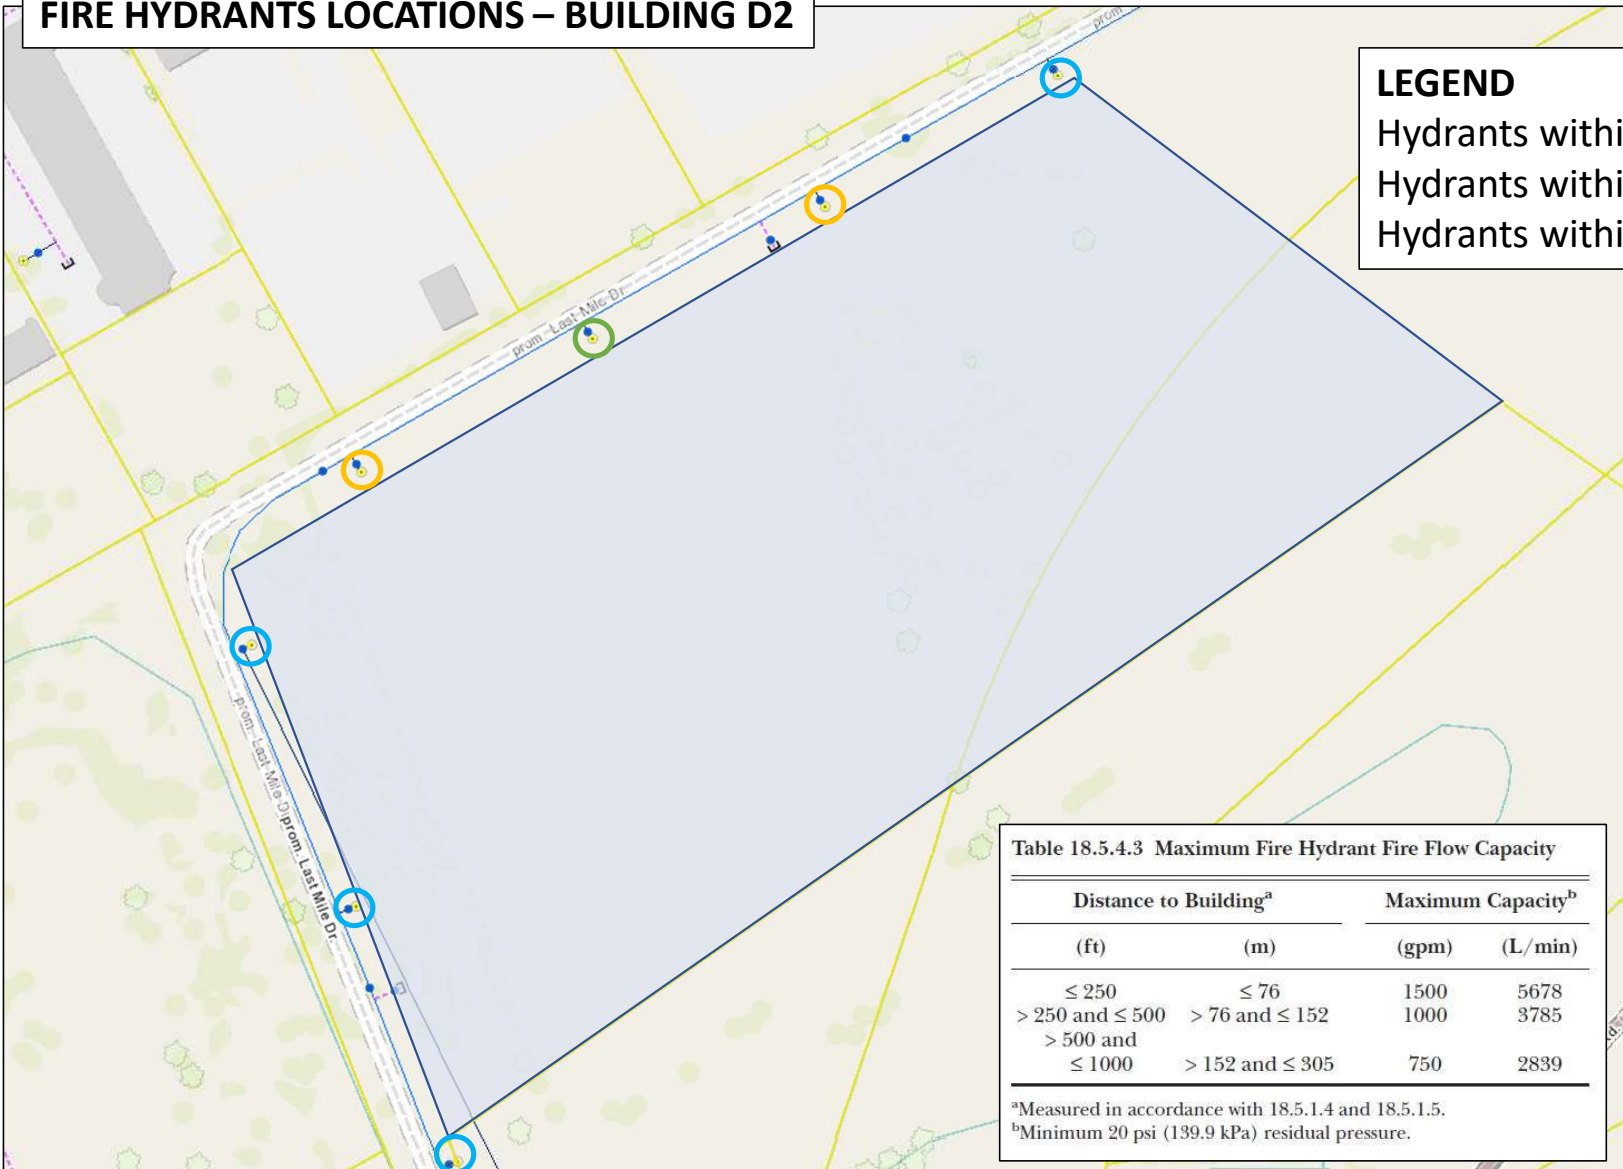 FIRE HYDRANTS LOCATIONS – BUILDING D2
prom
LEGEND
Hydrants withi
Hydrants withi
Hydrants withi
prom. Last Mile Dr.
prom. Last-Mile-D
prom. Last Mile Dr.
Table 18.5.4.3 Maximum Fire Hydrant Fire Flow Capacity
Distance to Buildingᵃ Maximum Capacityᵇ
(ft) (m) (gpm) (L/min)
≤ 250 ≤ 76 1500 5678
> 250 and ≤ 500 > 76 and ≤ 152 1000 3785
> 500 and
≤ 1000 > 152 and ≤ 305 750 2839
ᵃMeasured in accordance with 18.5.1.4 and 18.5.1.5.
ᵇMinimum 20 psi (139.9 kPa) residual pressure.